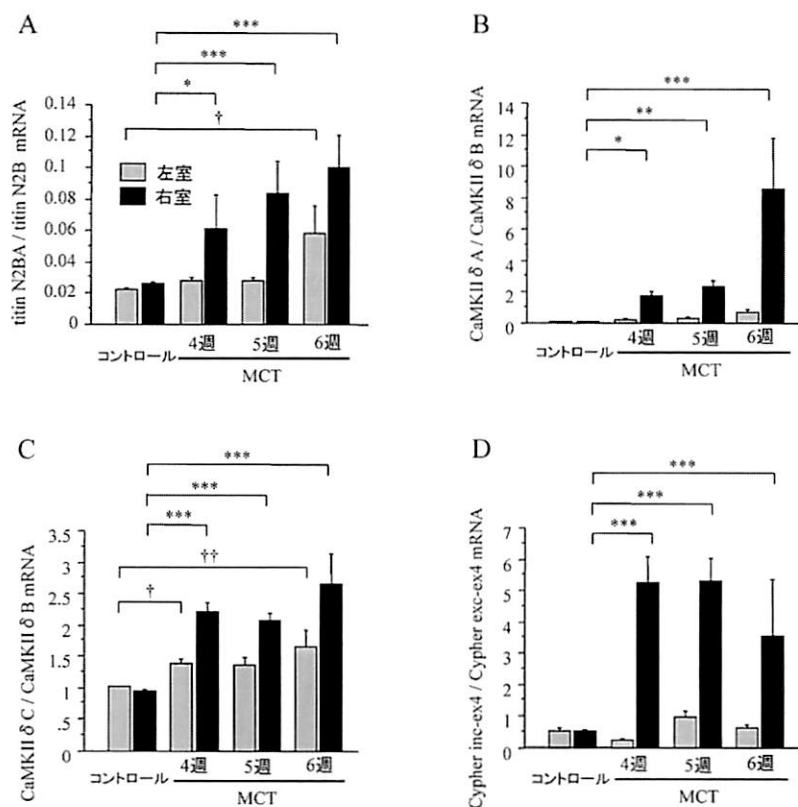 A
***
***
*
†
titin N2BA / titin N2B mRNA
0.14
0.12
0.1
0.08
0.06
0.04
0.02
0
左室
右室
コントロール
4週
5週
6週
MCT
B
***
**
*
CaMKII δ A / CaMKII δ B mRNA
14
12
10
8
6
4
2
0
コントロール
4週
5週
6週
MCT
C
***
***
***
††
†
CaMKII δ C / CaMKII δ B mRNA
3.5
3
2.5
2
1.5
1
.5
0
コントロール
4週
5週
6週
MCT
D
***
***
***
Cypher inc-ex4 / Cypher exc-ex4 mRNA
7
6
5
4
3
2
1
0
コントロール
4週
5週
6週
MCT